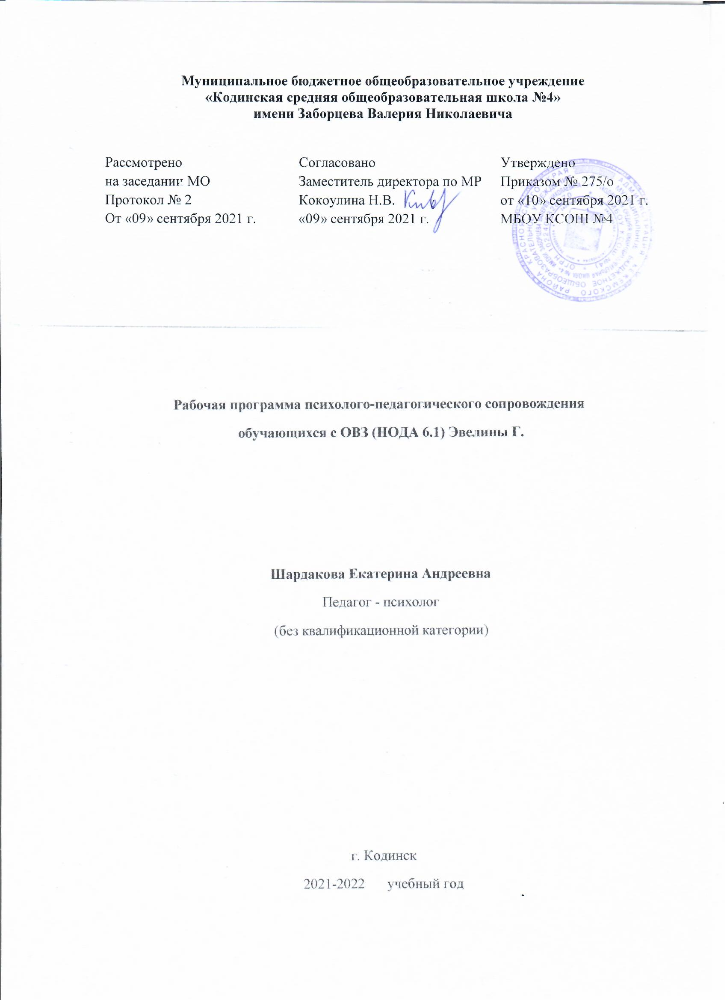 Муниципальное бюджетное общеобразовательное учреждение
«Кодинская средняя общеобразовательная школа №4»
имени Заборцева Валерия Николаевича
Рассмотрено
на заседании МО
Протокол № 2
От «09» сентября 2021 г.
Согласовано
Заместитель директора по МР
Кокоулина Н.В.
«09» сентября 2021 г.
Утверждено
Приказом № 275/о
от «10» сентября 2021 г.
МБОУ КСОШ №4
Рабочая программа психолого-педагогического сопровождения
обучающихся с ОВЗ (НОДА 6.1) Эвелины Г.
Шардакова Екатерина Андреевна
Педагог - психолог
(без квалификационной категории)
г. Кодинск
2021-2022 учебный год